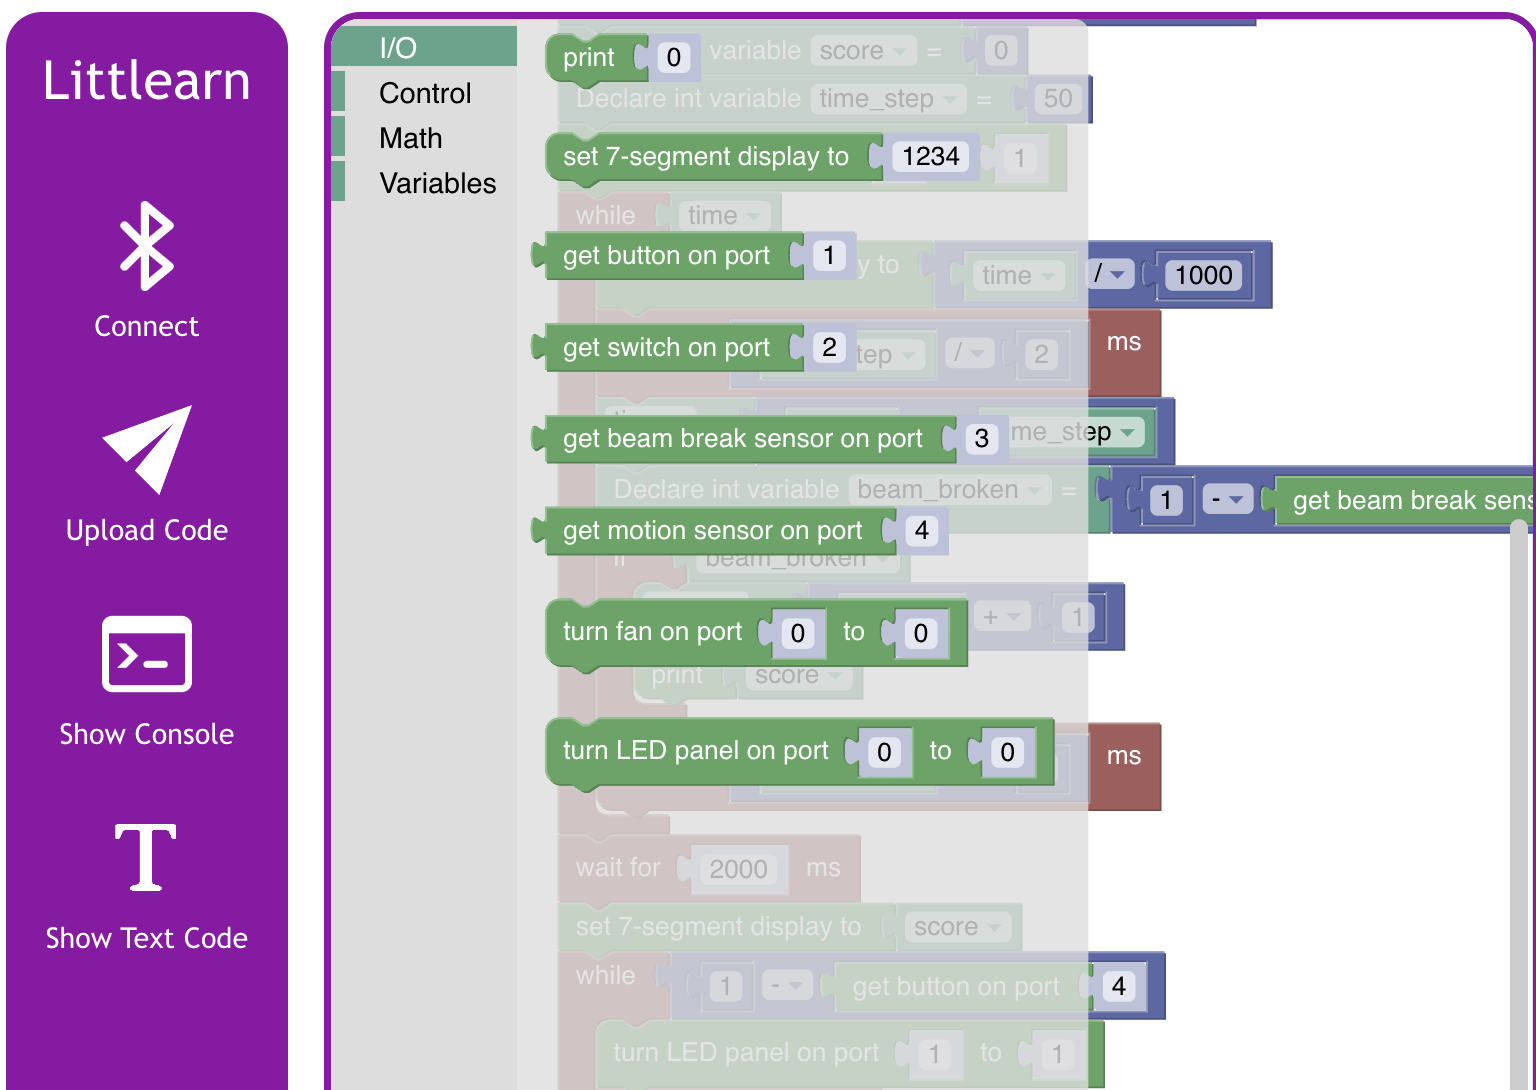 Littlearn
Connect
Upload Code
Show Console
Show Text Code
I/O
Control
Math
Variables
print 0
set 7-segment display to 1234
get button on port 1
get switch on port 2
get beam break sensor on port 3
get motion sensor on port 4
turn fan on port 0 to 0
turn LED panel on port 0 to 0
variable score = 0
Declare int variable time_step = 50
1
while time
y to time / 1000
tep / 2 ms
me_step
Declare int variable beam_broken = 1 - get beam break sens
if beam_broken
+ 1
print score
ms
wait for 2000 ms
set 7-segment display to score
while 1 - get button on port 4
turn LED panel on port 1 to 1